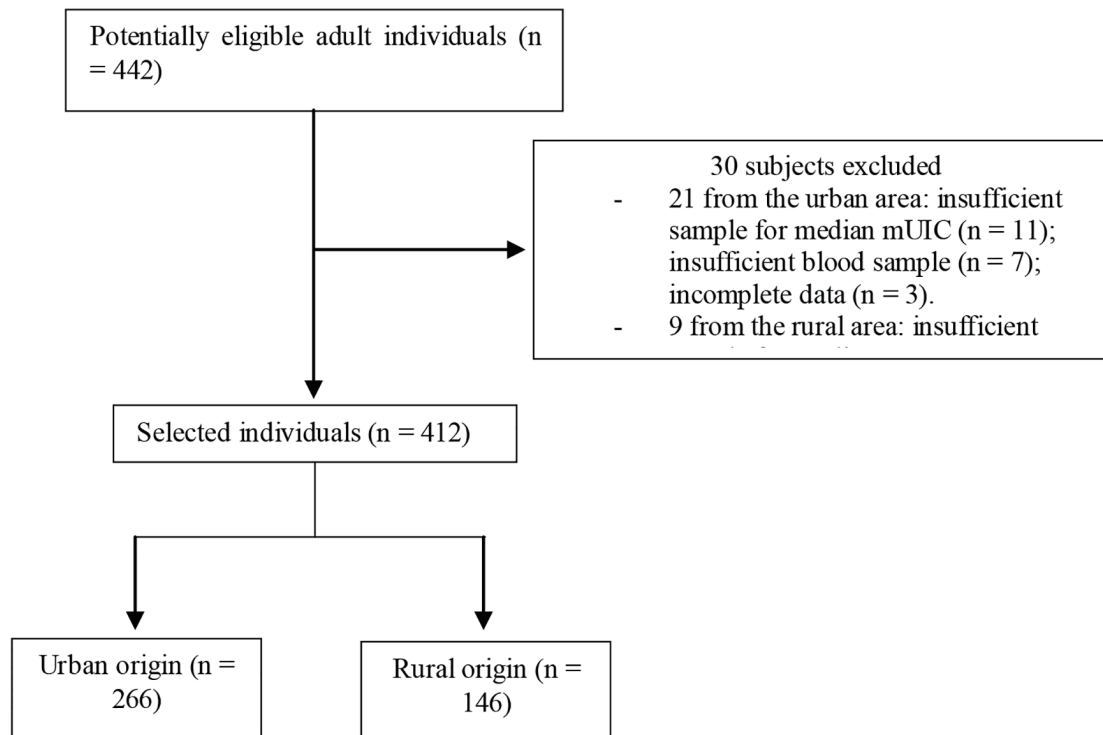 Potentially eligible adult individuals (n
= 442)
30 subjects excluded
- 21 from the urban area: insufficient
sample for median mUIC (n = 11);
insufficient blood sample (n = 7);
incomplete data (n = 3).
- 9 from the rural area: insufficient
Selected individuals (n = 412)
Urban origin (n =
266)
Rural origin (n =
146)